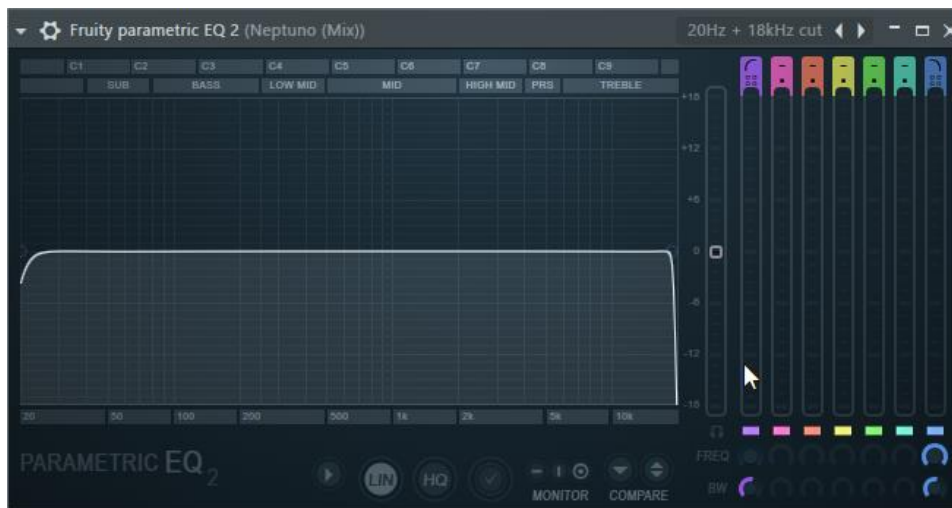 Fruity parametric EQ 2 (Neptuno (Mix)) 20Hz + 18kHz cut
C1 C2 C3 C4 C5 C6 C7 C8 C9
SUB BASS LOW MID MID HIGH MID PRS TREBLE
+18
+12
+6
0
-6
-12
-18
20 50 100 200 500 1k 2k 5k 10k
PARAMETRIC EQ 2
LIN HQ
MONITOR COMPARE
FREQ
BW